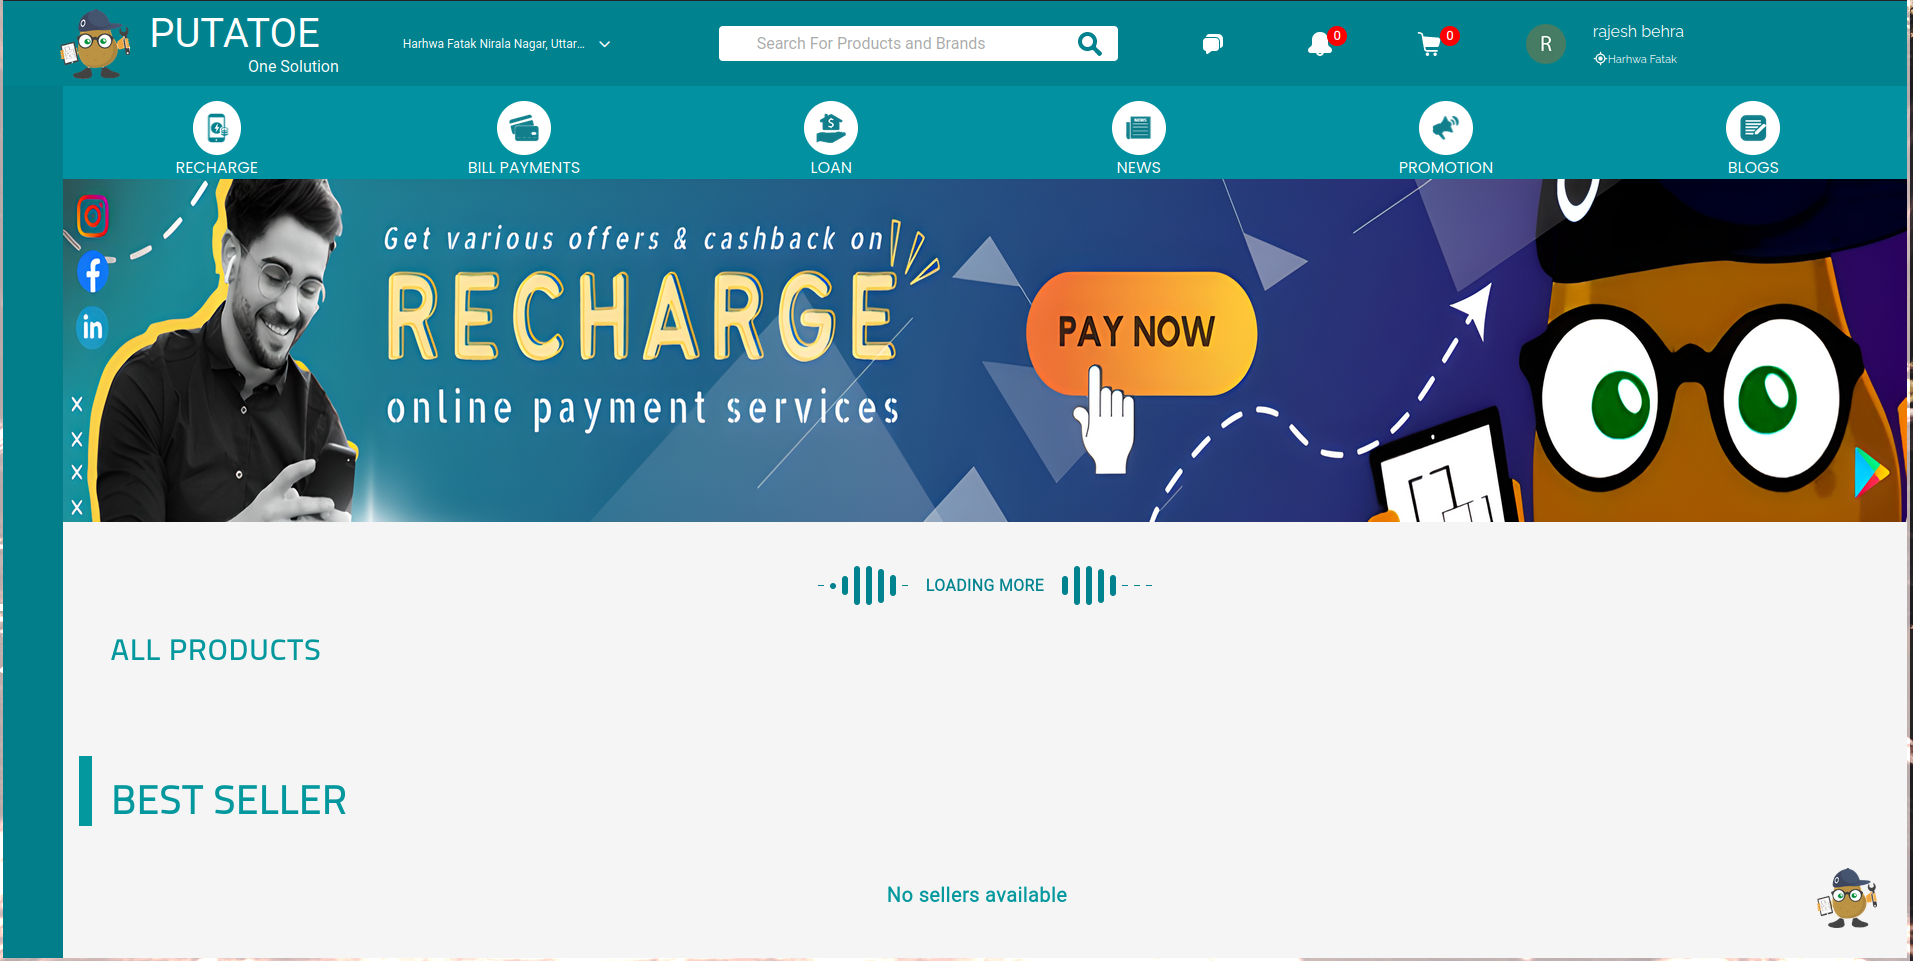 PUTATOE
One Solution
Harhwa Fatak Nirala Nagar, Uttar...
Search For Products and Brands
0
0
R
rajesh behra
Harhwa Fatak
RECHARGE
BILL PAYMENTS
LOAN
NEWS
PROMOTION
BLOGS
Get various offers & cashback on
RECHARGE
online payment services
PAY NOW
LOADING MORE
ALL PRODUCTS
BEST SELLER
No sellers available